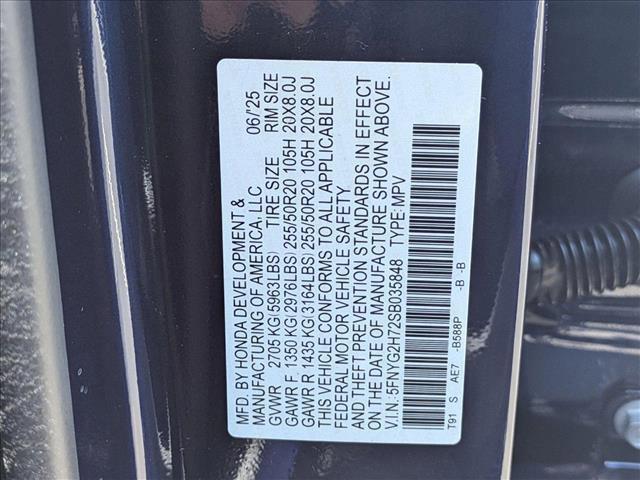 MFD. BY HONDA DEVELOPMENT &
MANUFACTURING OF AMERICA, LLC 06/'25
GVWR 2705 KG(5963LBS) TIRE SIZE RIM SIZE
GAWR F. 1350 KG(2976LBS) 255/50R20 105H 20X8.0J
GAWR R 1435 KG(3164LBS) 255/50R20 105H 20X8.0J
THIS VEHICLE CONFORMS TO ALL APPLICABLE
FEDERAL MOTOR VEHICLE SAFETY
AND THEFT PREVENTION STANDARDS IN EFFECT
ON THE DATE OF MANUFACTURE SHOWN ABOVE.
V.I.N.:5FNYG2H72SB035848 TYPE:MPV
T91 S AE7 -B588P -B -B